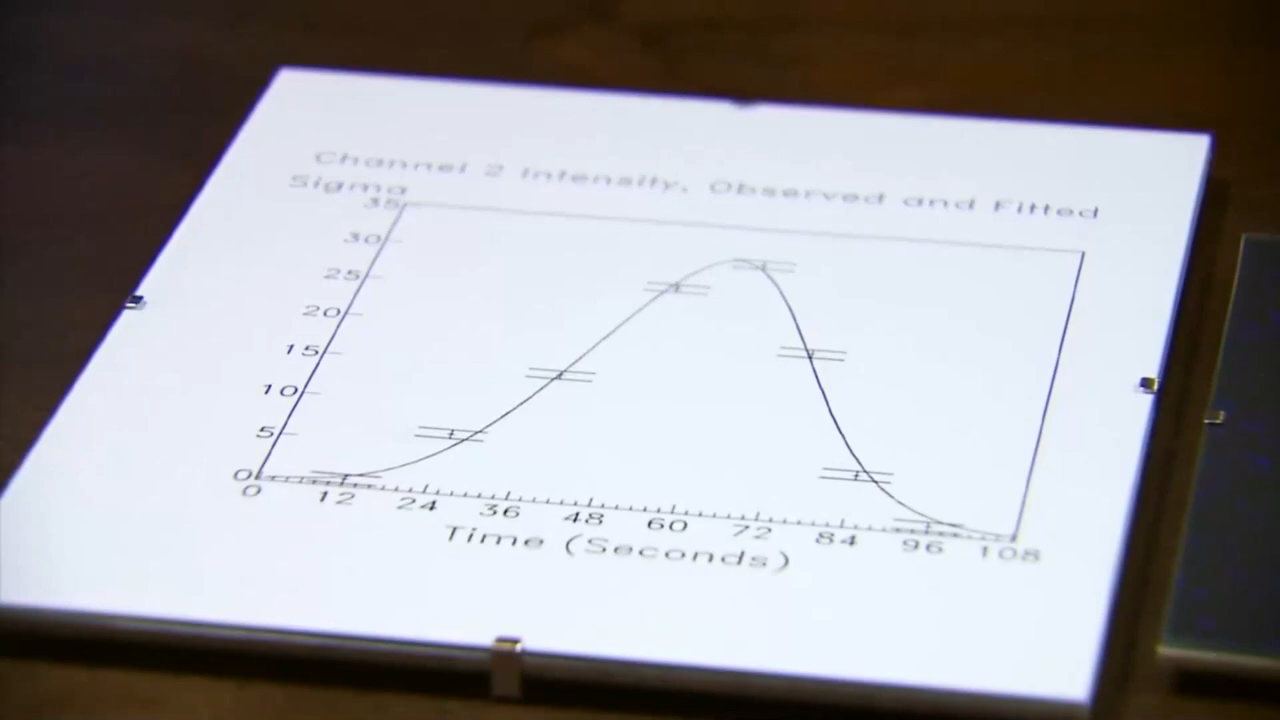 Channel 2 Intensity, Observed and Fitted
Sigma
35
30
25
20
15
10
5
0
0 12 24 36 48 60 72 84 96 108
Time (Seconds)